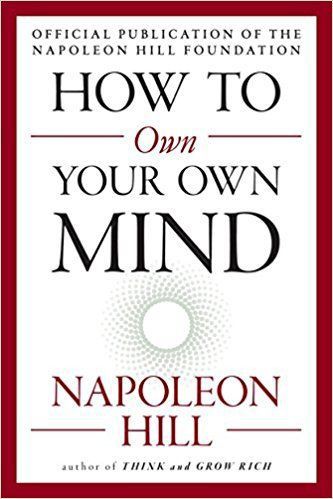 OFFICIAL PUBLICATION OF THE
NAPOLEON HILL FOUNDATION
HOW TO
Own
YOUR OWN
MIND
NAPOLEON
HILL
author of THINK and GROW RICH